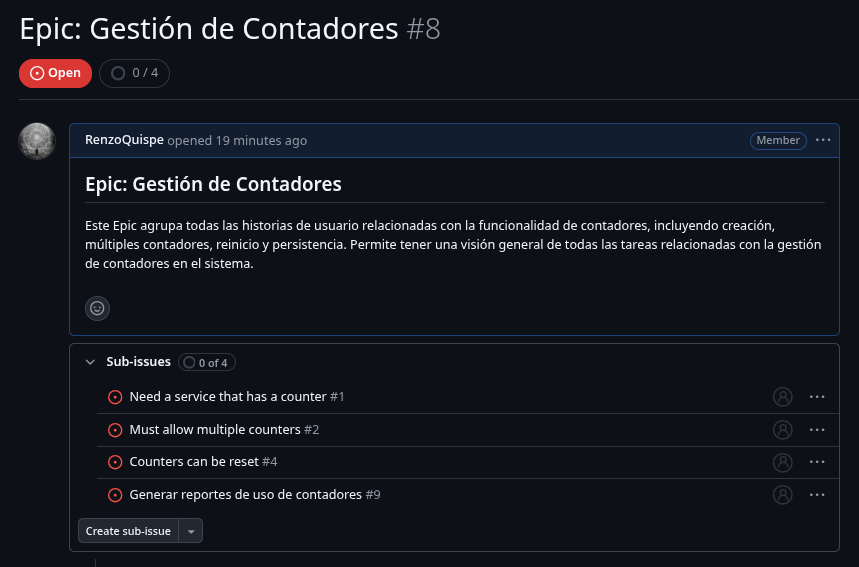 Epic: Gestión de Contadores #8
Open 0 / 4
RenzoQuispe opened 19 minutes ago Member
Epic: Gestión de Contadores
Este Epic agrupa todas las historias de usuario relacionadas con la funcionalidad de contadores, incluyendo creación,
múltiples contadores, reinicio y persistencia. Permite tener una visión general de todas las tareas relacionadas con la gestión
de contadores en el sistema.
Sub-issues 0 of 4
Need a service that has a counter #1
Must allow multiple counters #2
Counters can be reset #4
Generar reportes de uso de contadores #9
Create sub-issue